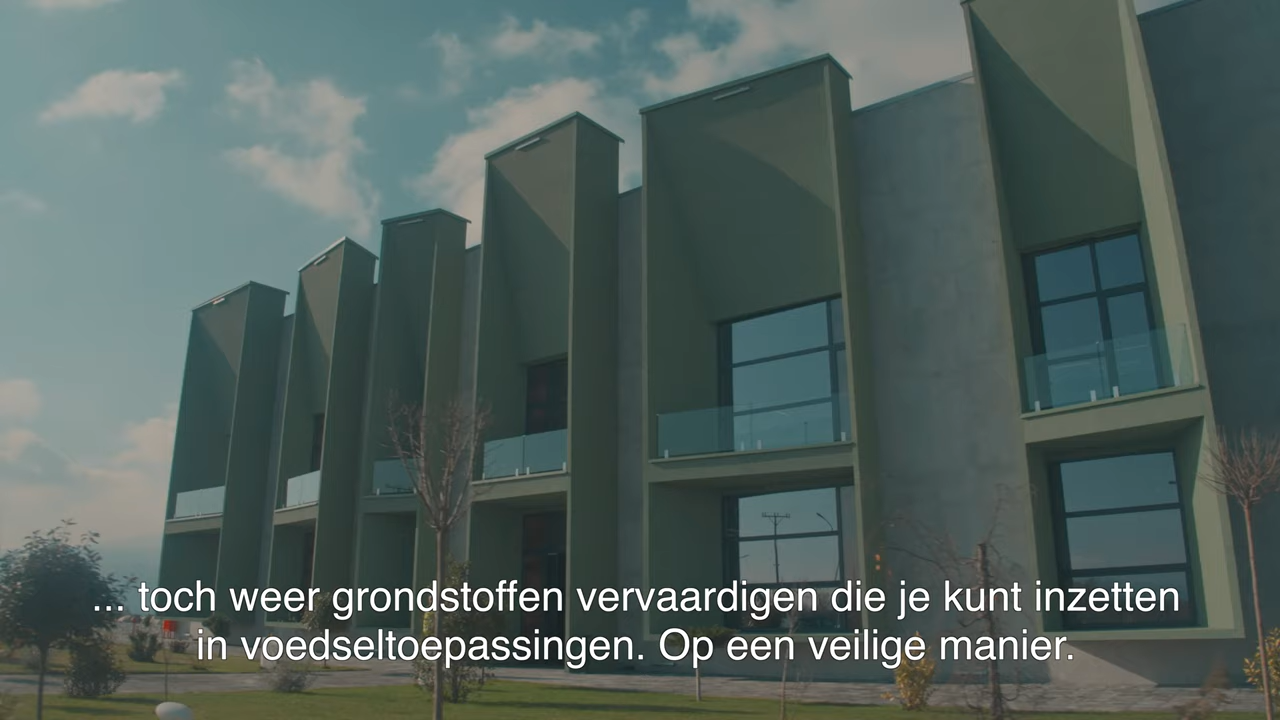 ... toch weer grondstoffen vervaardigen die je kunt inzetten
in voedseltoepassingen. Op een veilige manier.